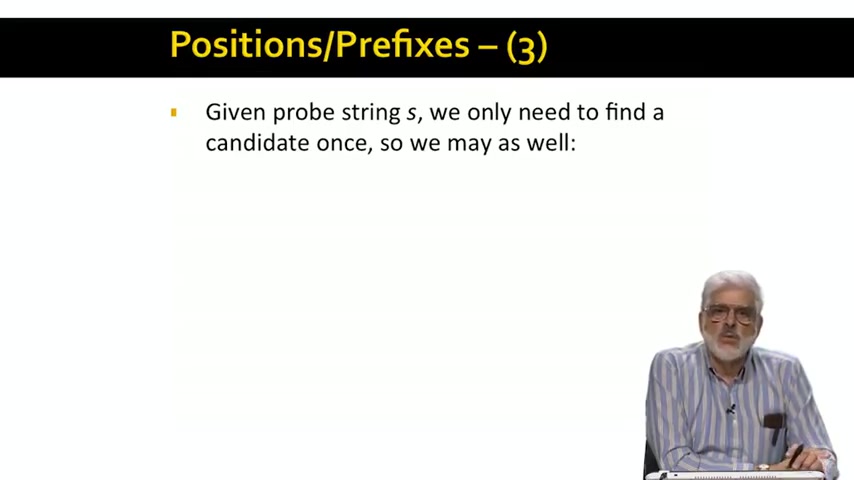 Positions/Prefixes – (3)
Given probe string s, we only need to find a
candidate once, so we may as well: